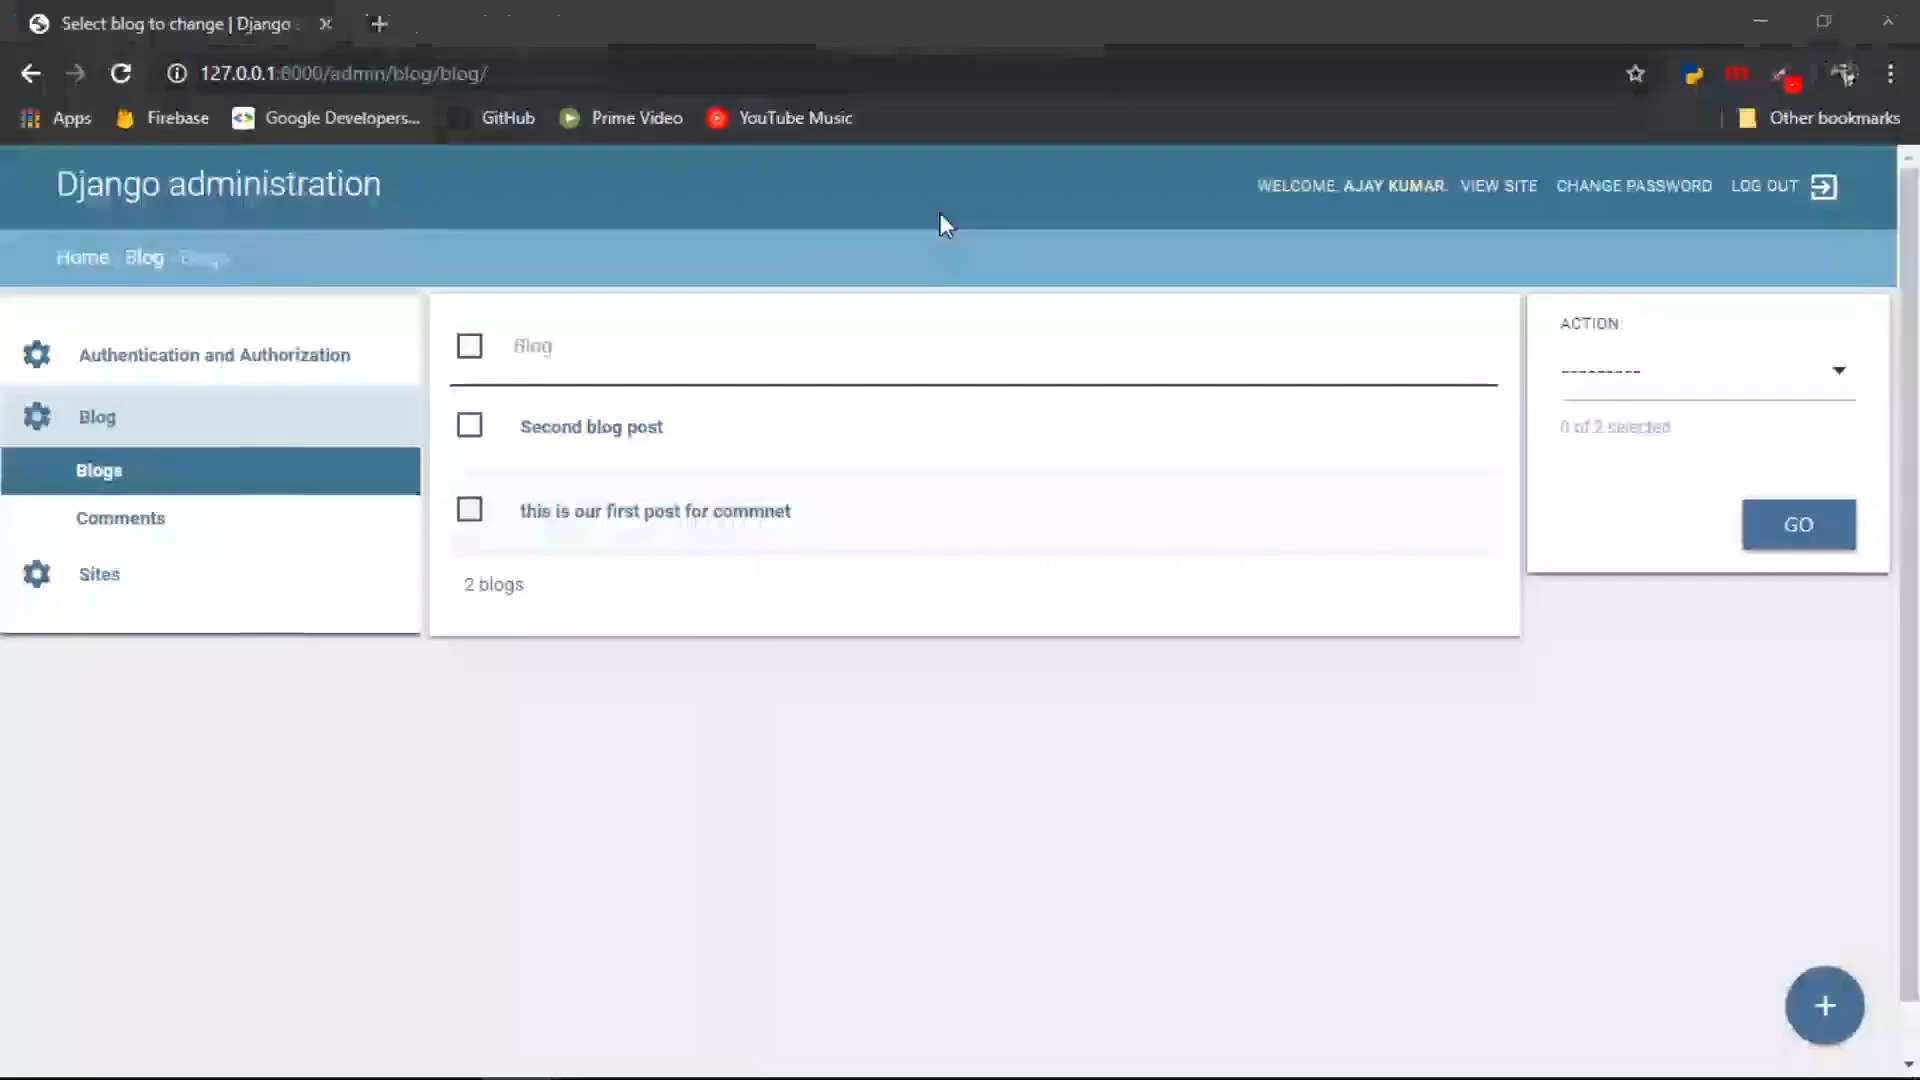 Select blog to change | Django
127.0.0.1:8000/admin/blog/blog/
Apps Firebase Google Developers... GitHub Prime Video YouTube Music Other bookmarks
Django administration
WELCOME, AJAY KUMAR. VIEW SITE CHANGE PASSWORD LOG OUT
Home Blog Blogs
Authentication and Authorization
Blog
Blogs
Comments
Sites
Blog
Second blog post
this is our first post for commnet
2 blogs
ACTION
---------
0 of 2 selected
GO